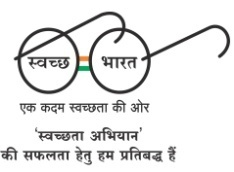 स्वच्छ भारत
एक कदम स्वच्छता की ओर
‘स्वच्छता अभियान’
की सफलता हेतु हम प्रतिबद्ध हैं